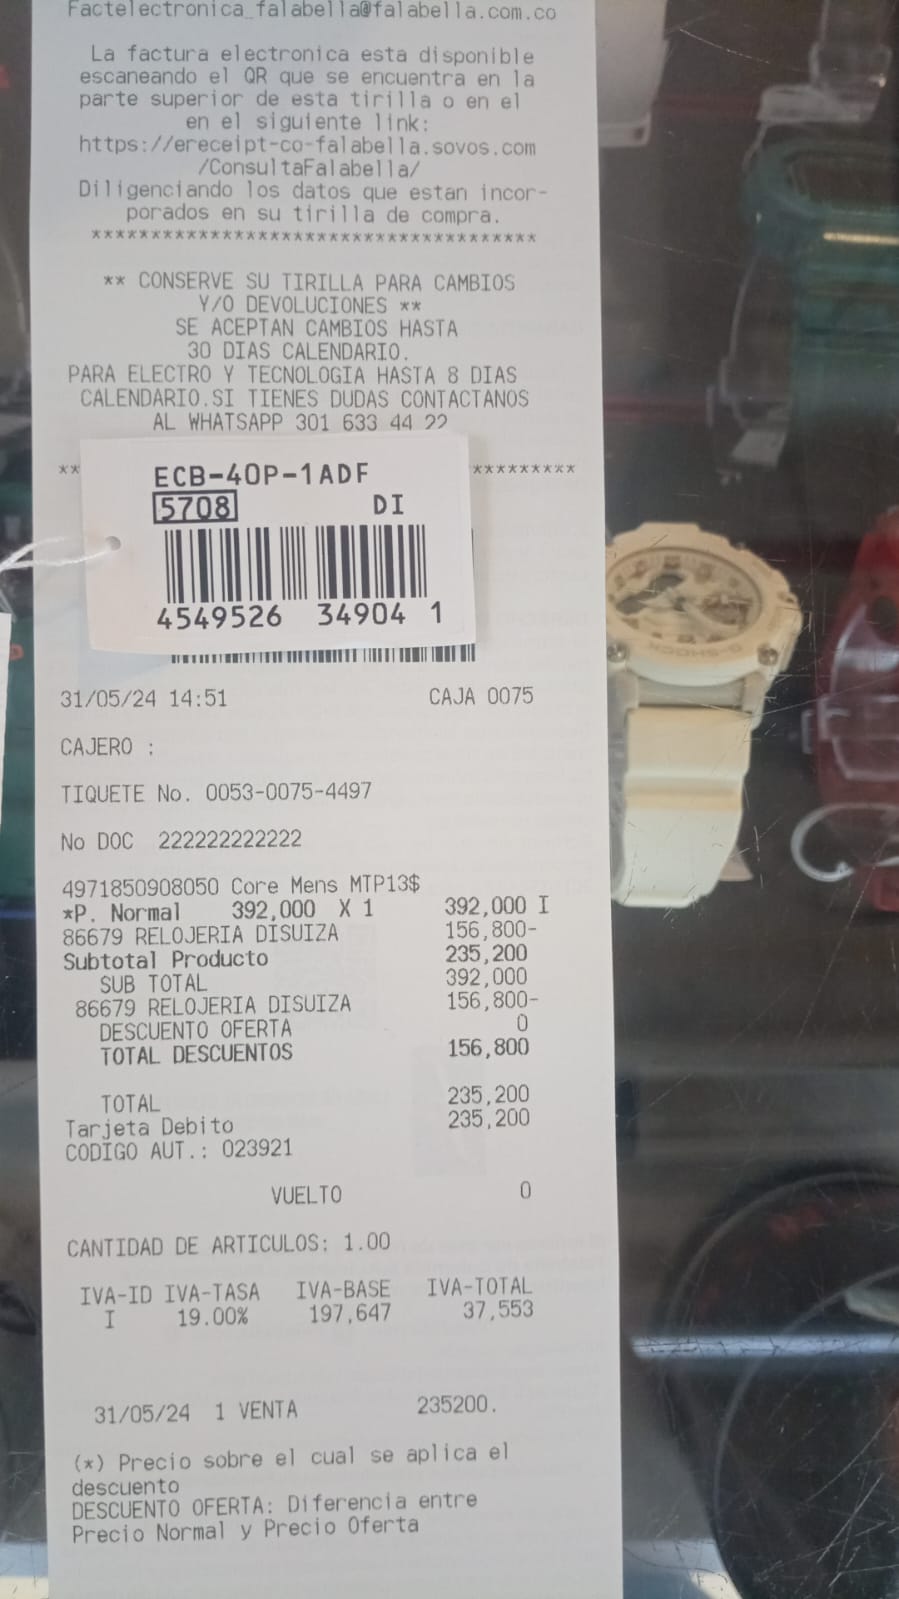 Factelectronica_falabella@falabella.com.co
La factura electronica esta disponible
escaneando el QR que se encuentra en la
parte superior de esta tirilla o en el
en el siguiente link:
https://ereceipt-co-falabella.sovos.com
/ConsultaFalabella/
Diligenciando los datos que estan incor-
porados en su tirilla de compra.
**************************************
** CONSERVE SU TIRILLA PARA CAMBIOS
Y/O DEVOLUCIONES **
SE ACEPTAN CAMBIOS HASTA
30 DIAS CALENDARIO.
PARA ELECTRO Y TECNOLOGIA HASTA 8 DIAS
CALENDARIO.SI TIENES DUDAS CONTACTANOS
AL WHATSAPP 301 633 44 22
** *********
ECB-40P-1ADF
5708 DI
4549526 34904 1
31/05/24 14:51 CAJA 0075
CAJERO :
TIQUETE No. 0053-0075-4497
No DOC 222222222222
4971850908050 Core Mens MTP13$
*P. Normal 392,000 X 1 392,000 I
86679 RELOJERIA DISUIZA 156,800-
Subtotal Producto 235,200
SUB TOTAL 392,000
86679 RELOJERIA DISUIZA 156,800-
DESCUENTO OFERTA 0
TOTAL DESCUENTOS 156,800
TOTAL 235,200
Tarjeta Debito 235,200
CODIGO AUT.: 023921
VUELTO 0
CANTIDAD DE ARTICULOS: 1.00
IVA-ID IVA-TASA IVA-BASE IVA-TOTAL
I 19.00% 197,647 37,553
31/05/24 1 VENTA 235200.
(*) Precio sobre el cual se aplica el
descuento
DESCUENTO OFERTA: Diferencia entre
Precio Normal y Precio Oferta
G-SHOCK